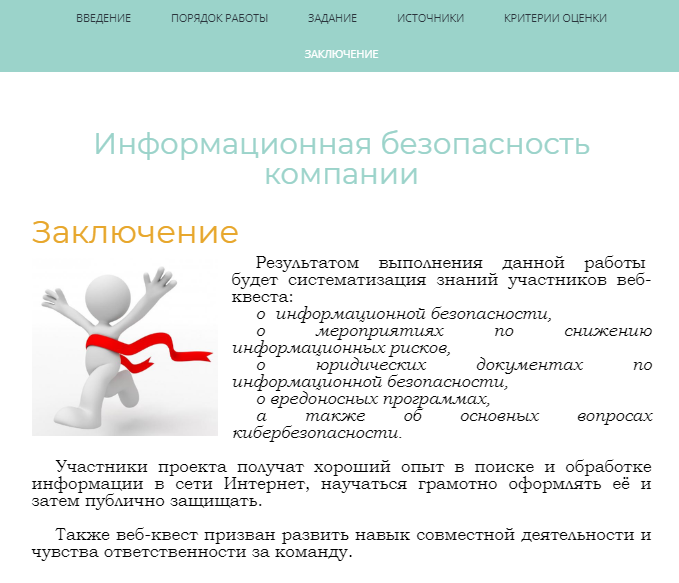 ВВЕДЕНИЕ ПОРЯДОК РАБОТЫ ЗАДАНИЕ ИСТОЧНИКИ КРИТЕРИИ ОЦЕНКИ
ЗАКЛЮЧЕНИЕ
Информационная безопасность
компании
Заключение
Результатом выполнения данной работы
будет систематизация знаний участников веб-
квеста:
о информационной безопасности,
о мероприятиях по снижению
информационных рисков,
о юридических документах по
информационной безопасности,
о вредоносных программах,
а также об основных вопросах
кибербезопасности.
Участники проекта получат хороший опыт в поиске и обработке
информации в сети Интернет, научаться грамотно оформлять её и
затем публично защищать.
Также веб-квест призван развить навык совместной деятельности и
чувства ответственности за команду.